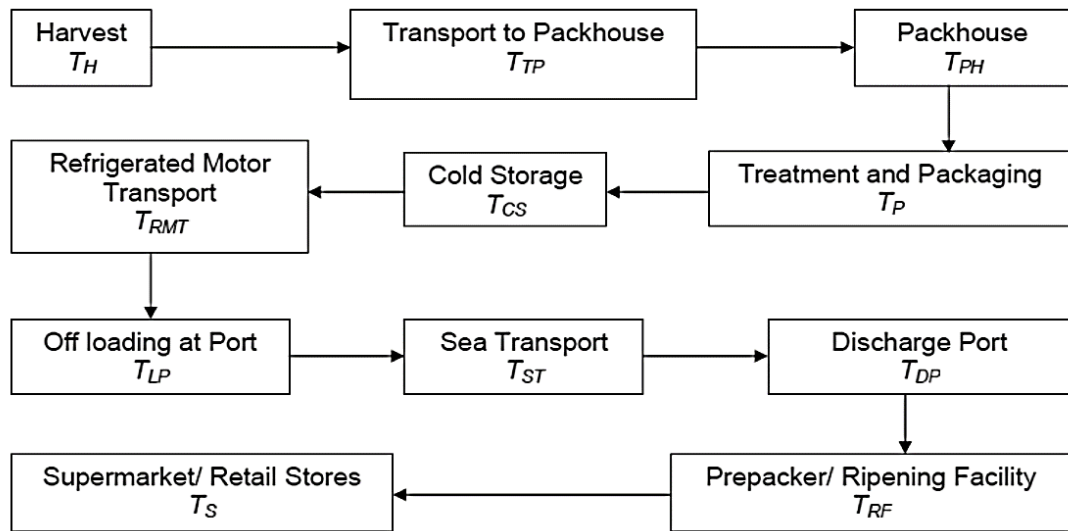 Harvest
T_H
Transport to Packhouse
T_TP
Packhouse
T_PH
Treatment and Packaging
T_P
Cold Storage
T_CS
Refrigerated Motor
Transport
T_RMT
Off loading at Port
T_LP
Sea Transport
T_ST
Discharge Port
T_DP
Prepacker/ Ripening Facility
T_RF
Supermarket/ Retail Stores
T_S